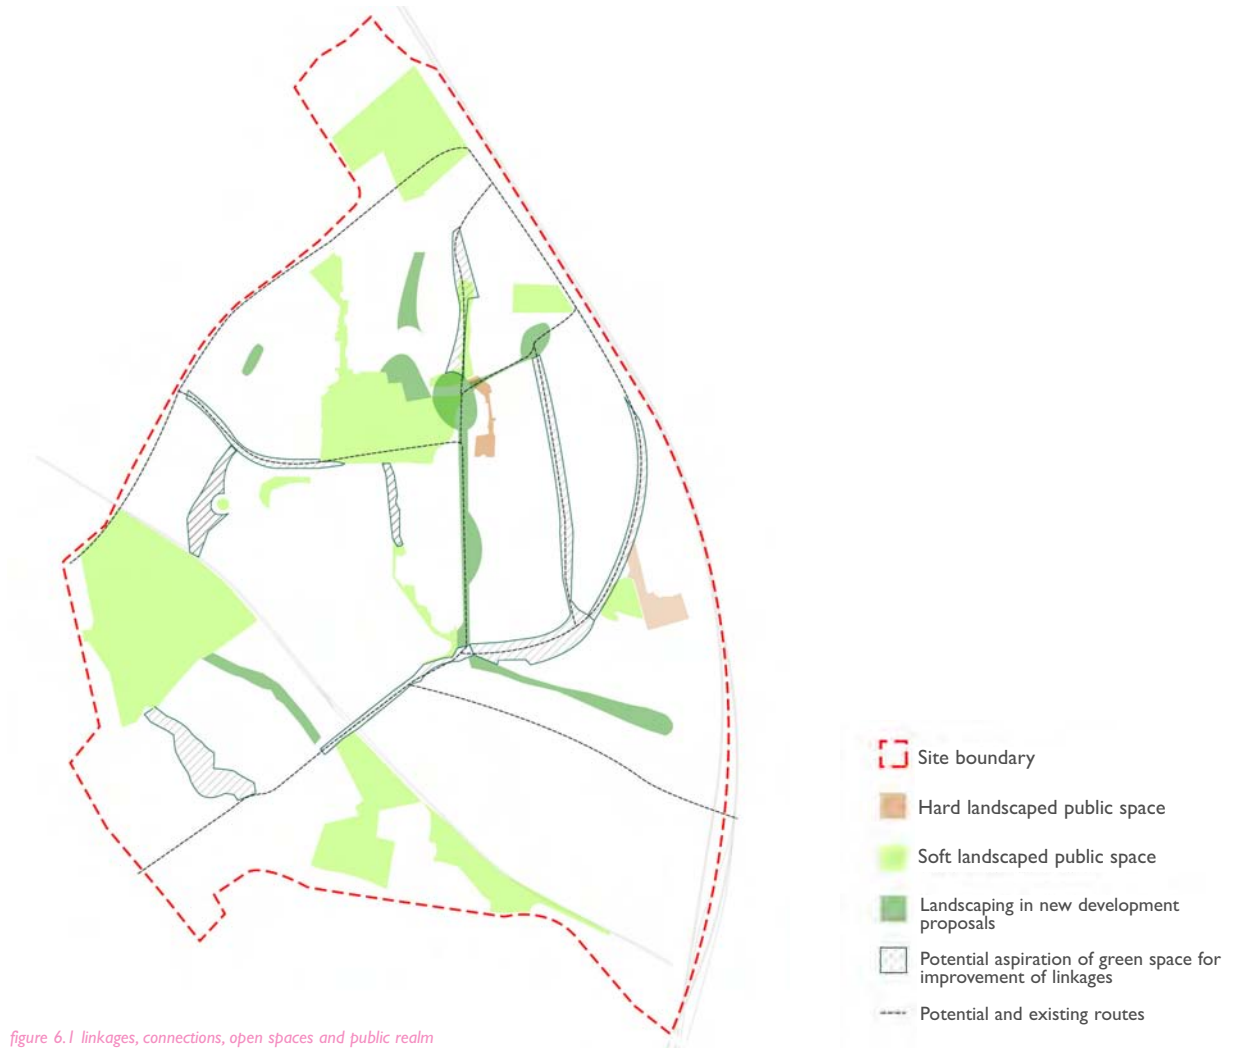 Site boundary
Hard landscaped public space
Soft landscaped public space
Landscaping in new development
proposals
Potential aspiration of green space for
improvement of linkages
Potential and existing routes
figure 6.1 linkages, connections, open spaces and public realm